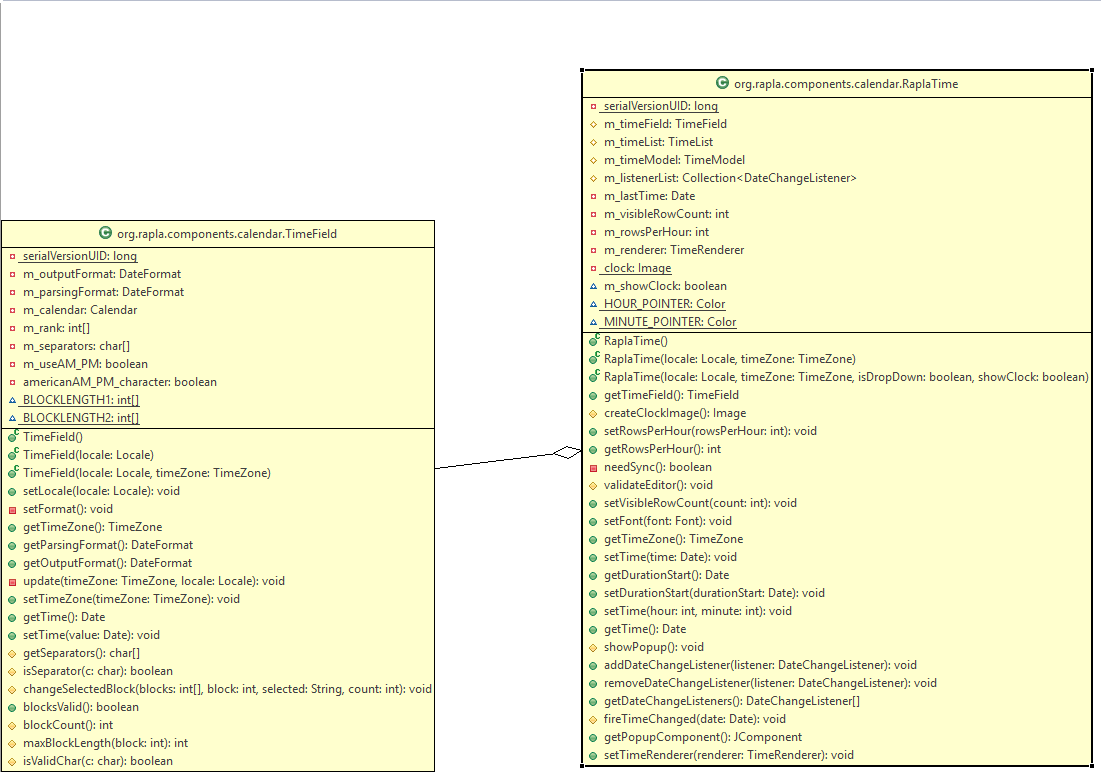 org.rapla.components.calendar.RaplaTime
serialVersionUID: long
m_timeField: TimeField
m_timeList: TimeList
m_timeModel: TimeModel
m_listenerList: Collection<DateChangeListener>
m_lastTime: Date
m_visibleRowCount: int
m_rowsPerHour: int
m_renderer: TimeRenderer
clock: Image
m_showClock: boolean
HOUR_POINTER: Color
MINUTE_POINTER: Color
RaplaTime()
RaplaTime(locale: Locale, timeZone: TimeZone)
RaplaTime(locale: Locale, timeZone: TimeZone, isDropDown: boolean, showClock: boolean)
getTimeField(): TimeField
createClockImage(): Image
setRowsPerHour(rowsPerHour: int): void
getRowsPerHour(): int
needSync(): boolean
validateEditor(): void
setVisibleRowCount(count: int): void
setFont(font: Font): void
getTimeZone(): TimeZone
setTime(time: Date): void
getDurationStart(): Date
setDurationStart(durationStart: Date): void
setTime(hour: int, minute: int): void
getTime(): Date
showPopup(): void
addDateChangeListener(listener: DateChangeListener): void
removeDateChangeListener(listener: DateChangeListener): void
getDateChangeListeners(): DateChangeListener[]
fireTimeChanged(date: Date): void
getPopupComponent(): JComponent
setTimeRenderer(renderer: TimeRenderer): void
org.rapla.components.calendar.TimeField
serialVersionUID: long
m_outputFormat: DateFormat
m_parsingFormat: DateFormat
m_calendar: Calendar
m_rank: int[]
m_separators: char[]
m_useAM_PM: boolean
americanAM_PM_character: boolean
BLOCKLENGTH1: int[]
BLOCKLENGTH2: int[]
TimeField()
TimeField(locale: Locale)
TimeField(locale: Locale, timeZone: TimeZone)
setLocale(locale: Locale): void
setFormat(): void
getTimeZone(): TimeZone
getParsingFormat(): DateFormat
getOutputFormat(): DateFormat
update(timeZone: TimeZone, locale: Locale): void
setTimeZone(timeZone: TimeZone): void
getTime(): Date
setTime(value: Date): void
getSeparators(): char[]
isSeparator(c: char): boolean
changeSelectedBlock(blocks: int[], block: int, selected: String, count: int): void
blocksValid(): boolean
blockCount(): int
maxBlockLength(block: int): int
isValidChar(c: char): boolean